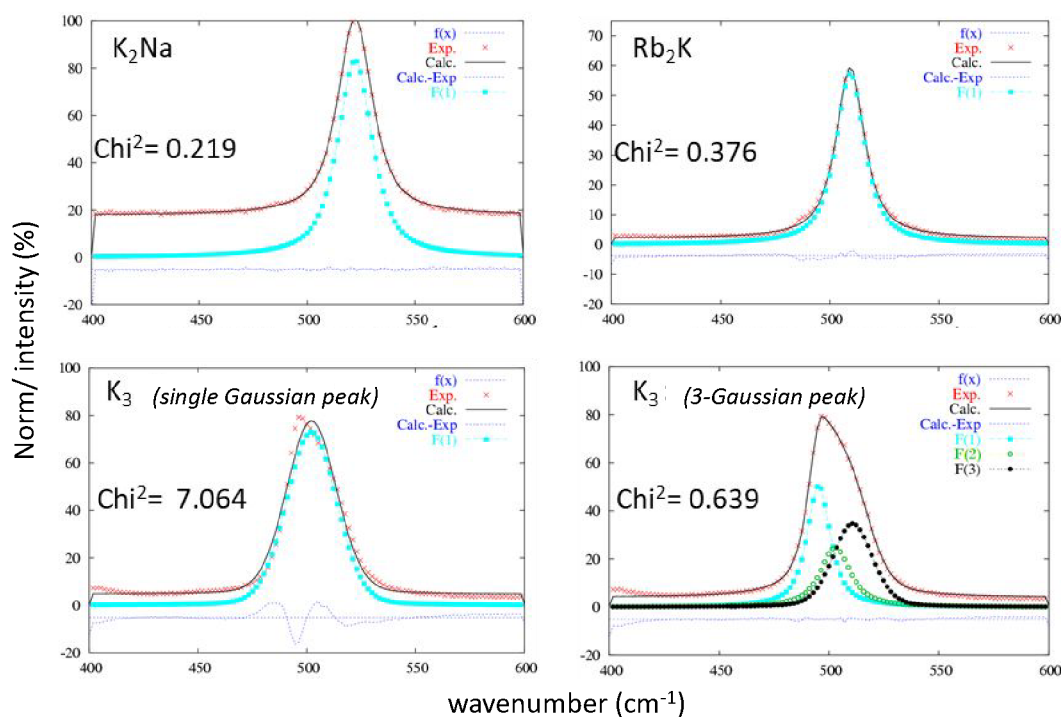 K₂Na
f(x)
Exp.
Calc.
Calc.-Exp
F(1)
Chi²= 0.219
100
80
60
40
20
0
-20
400 450 500 550 600
Rb₂K
f(x)
Exp.
Calc.
Calc.-Exp
F(1)
Chi²= 0.376
70
60
50
40
30
20
10
0
-10
-20
400 450 500 550 600
Norm/ intensity (%)
K₃ (single Gaussian peak)
f(x)
Exp.
Calc.
Calc.-Exp
F(1)
Chi²= 7.064
100
80
60
40
20
0
-20
400 450 500 550 600
K₃ (3-Gaussian peak)
f(x)
Exp.
Calc.
Calc.-Exp
F(1)
F(2)
F(3)
Chi²= 0.639
100
80
60
40
20
0
-20
400 450 500 550 600
wavenumber (cm⁻¹)